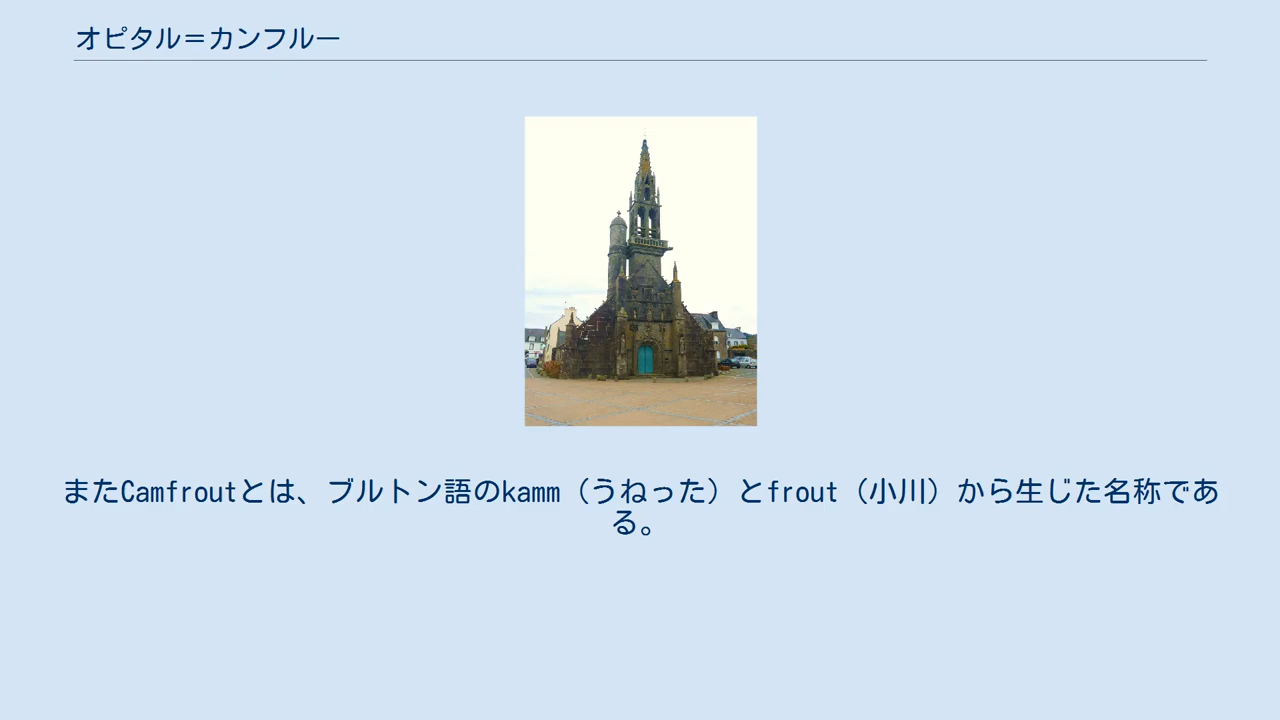 オピタル＝カンフルー
またCamfroutとは、ブルトン語のkamm（うねった）とfrout（小川）から生じた名称であ
る。